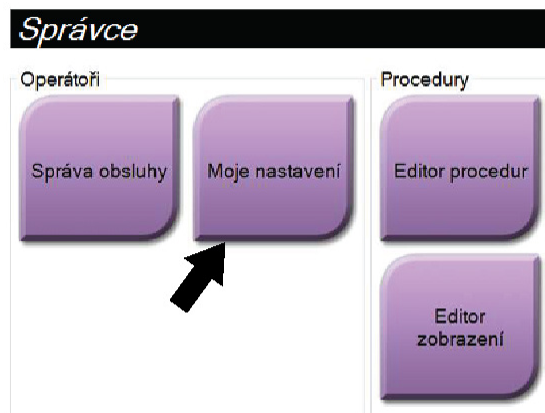 Správce
Operátoři
Procedury
Správa obsluhy
Moje nastavení
Editor procedur
Editor
zobrazení